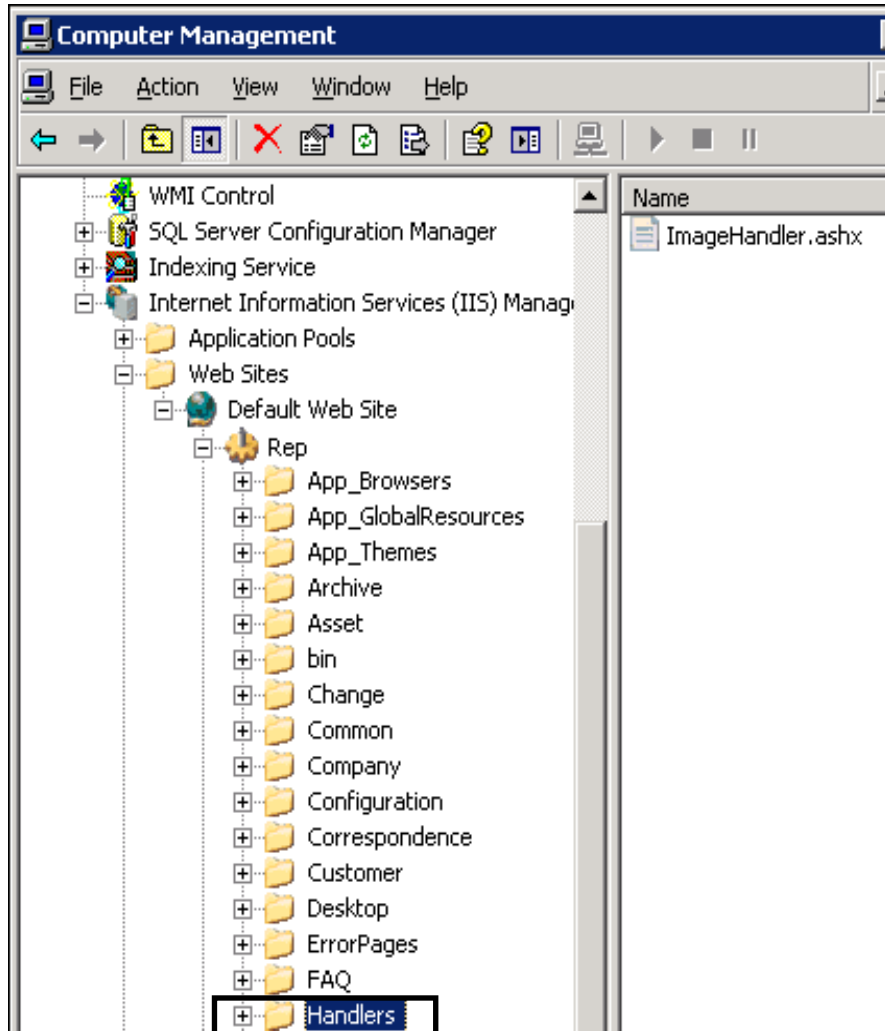 Computer Management
File Action View Window Help
Name
WMI Control
ImageHandler.ashx
SQL Server Configuration Manager
Indexing Service
Internet Information Services (IIS) Manag
Application Pools
Web Sites
Default Web Site
Rep
App_Browsers
App_GlobalResources
App_Themes
Archive
Asset
bin
Change
Common
Company
Configuration
Correspondence
Customer
Desktop
ErrorPages
FAQ
Handlers